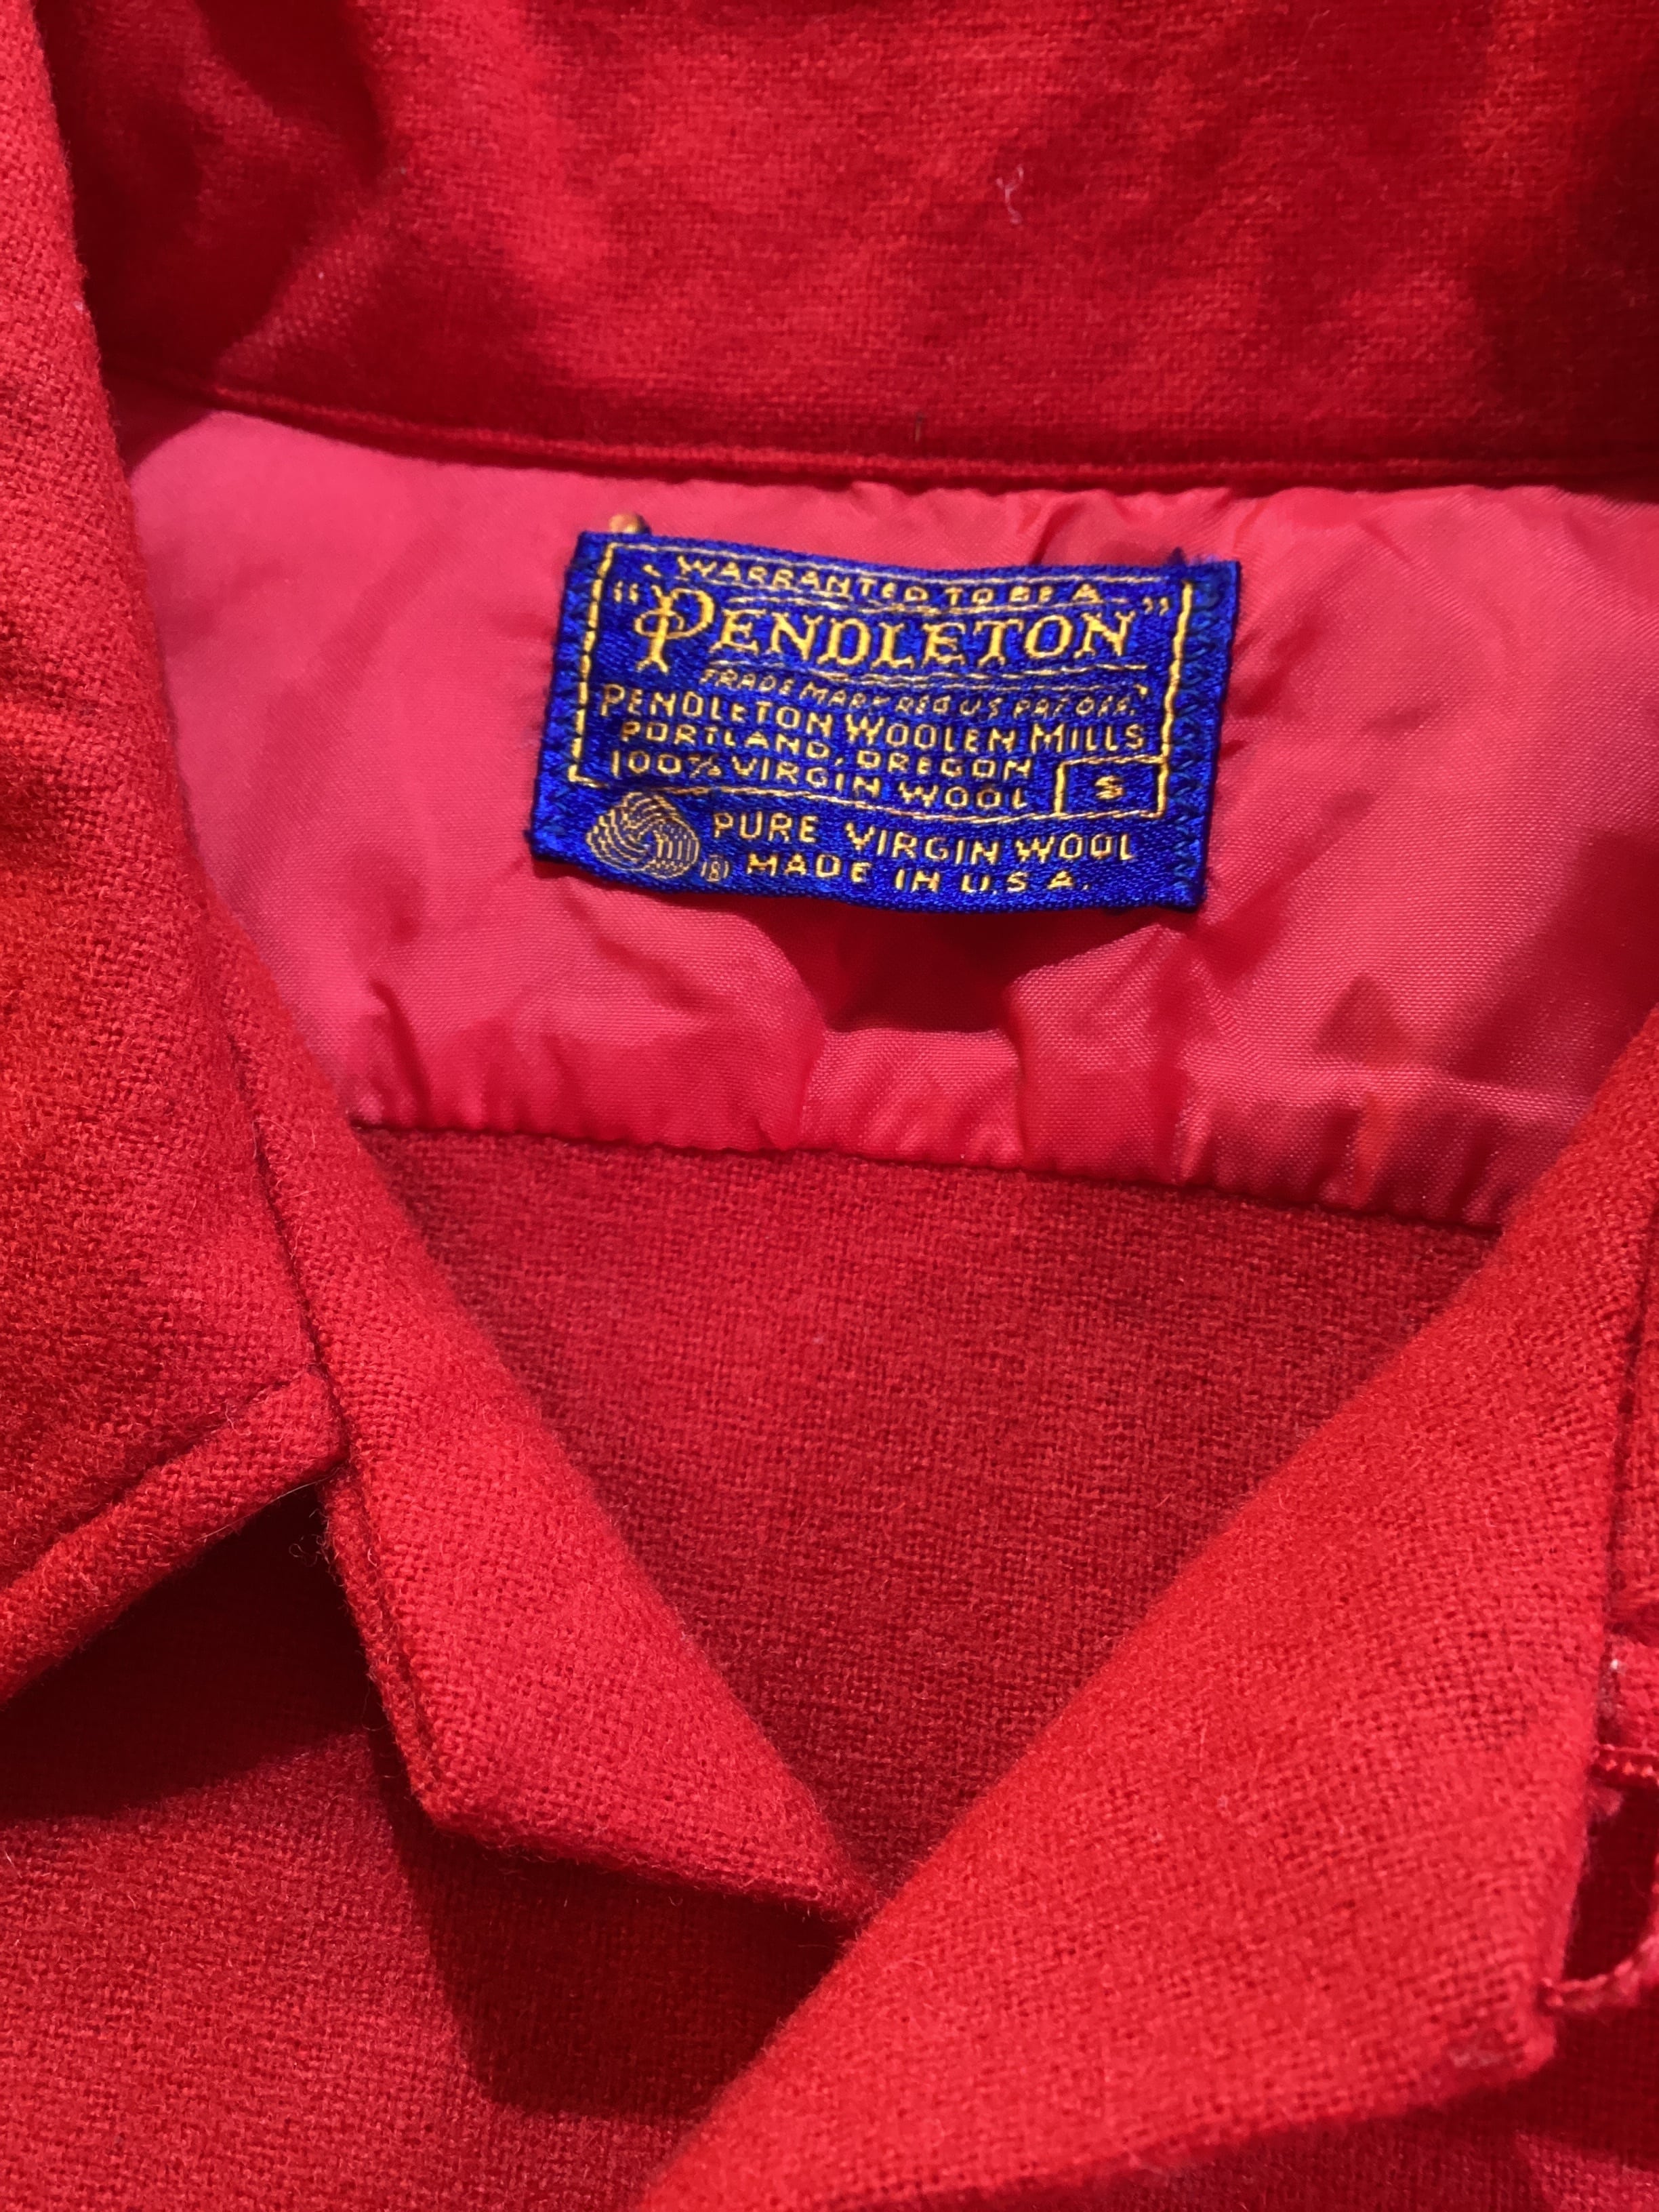 WARRANTED TO BE A
"PENDLETON"
TRADE MARK REG US PAT OFF.
PENDLETON WOOLEN MILLS
PORTLAND, OREGON
100% VIRGIN WOOL S
PURE VIRGIN WOOL
® MADE IN U.S.A.